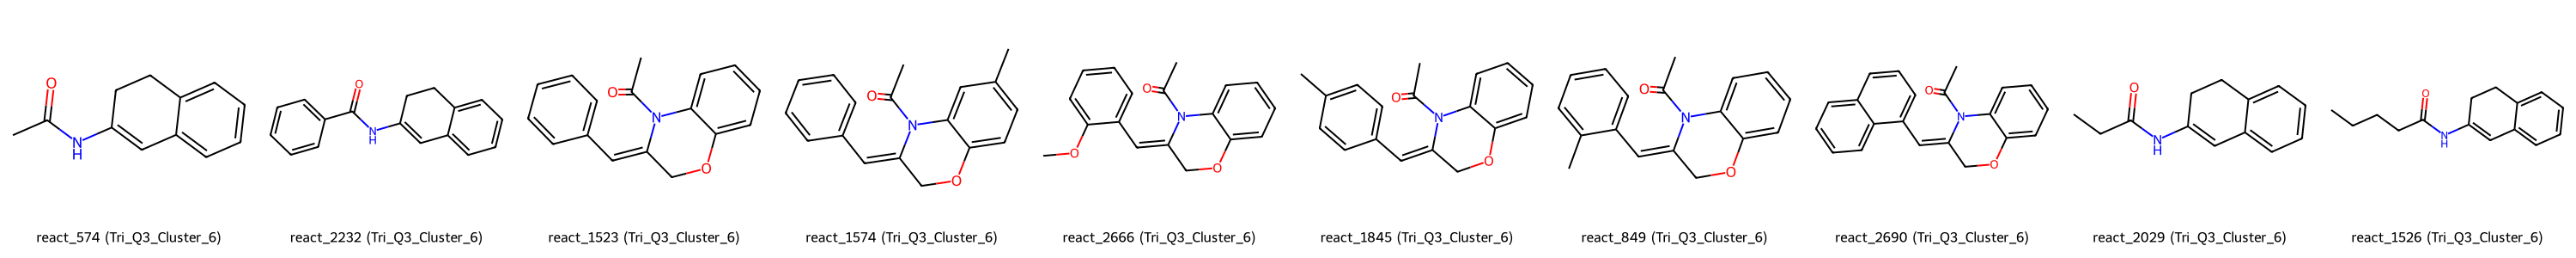 react_574 (Tri_Q3_Cluster_6)
react_2232 (Tri_Q3_Cluster_6)
react_1523 (Tri_Q3_Cluster_6)
react_1574 (Tri_Q3_Cluster_6)
react_2666 (Tri_Q3_Cluster_6)
react_1845 (Tri_Q3_Cluster_6)
react_849 (Tri_Q3_Cluster_6)
react_2690 (Tri_Q3_Cluster_6)
react_2029 (Tri_Q3_Cluster_6)
react_1526 (Tri_Q3_Cluster_6)